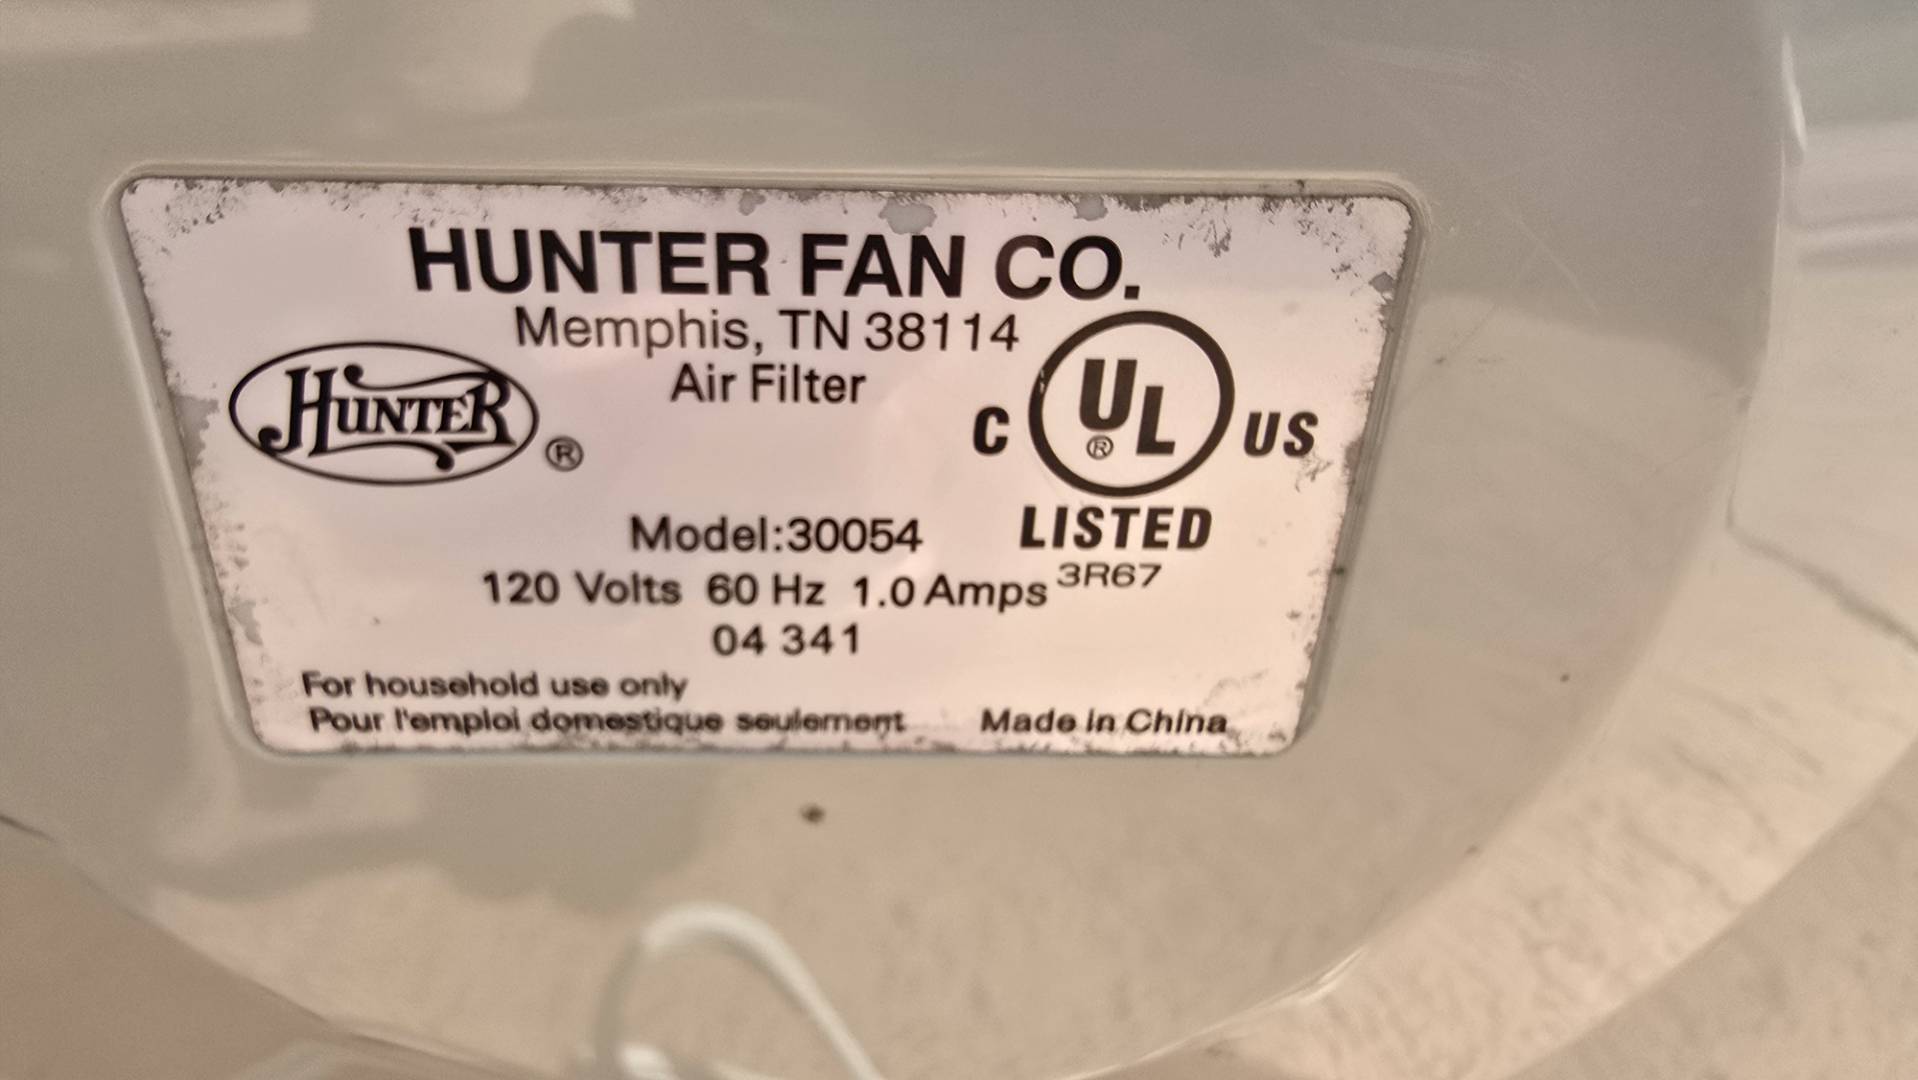 HUNTER FAN CO.
Memphis, TN 38114
Air Filter
HUNTER ®
C UL ® US
LISTED
3R67
Model:30054
120 Volts 60 Hz 1.0 Amps
04 341
For household use only
Pour l'emploi domestique seulement
Made in China